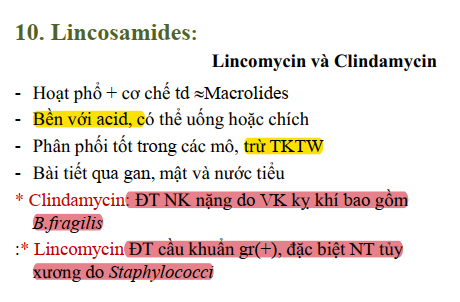 10. Lincosamides:
Lincomycin và Clindamycin
- Hoạt phổ + cơ chế td ≈Macrolides
- Bền với acid, có thể uống hoặc chích
- Phân phối tốt trong các mô, trừ TKTW
- Bài tiết qua gan, mật và nước tiểu
* Clindamycin: ĐT NK nặng do VK kỵ khí bao gồm
B.fragilis
:* Lincomycin ĐT cầu khuẩn gr(+), đặc biệt NT tủy
xương do Staphylococci